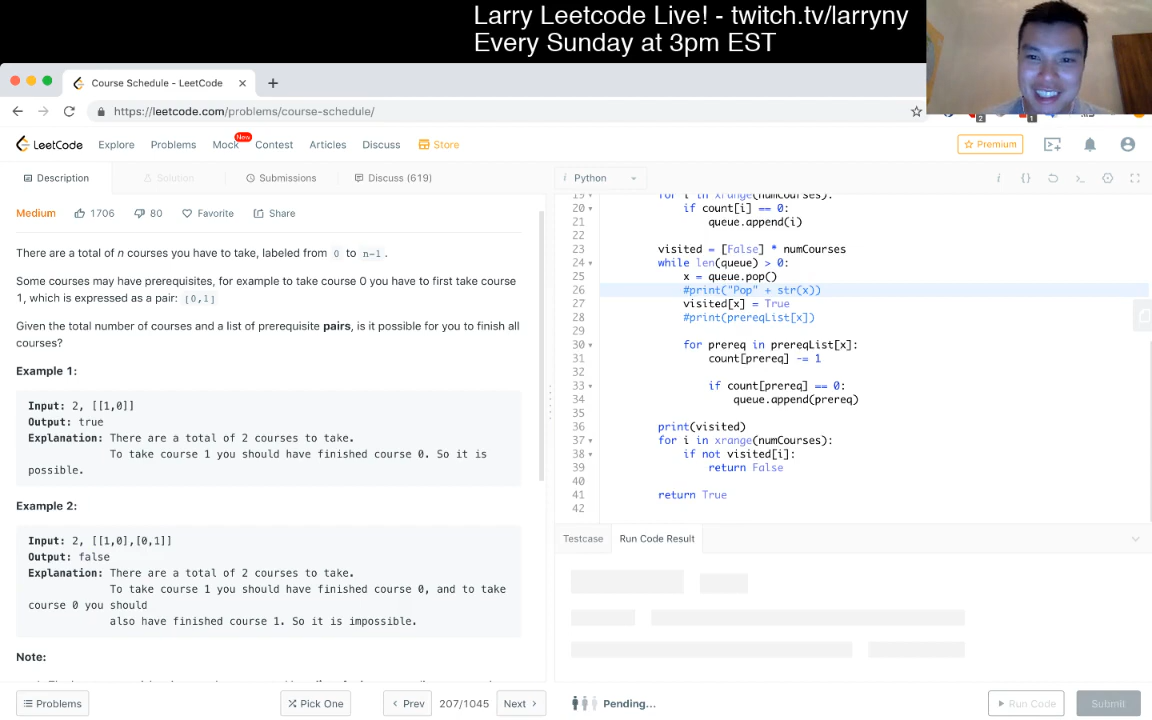 Larry Leetcode Live! - twitch.tv/larryny
Every Sunday at 3pm EST
Course Schedule - LeetCode
https://leetcode.com/problems/course-schedule/
2
1
LeetCode
Explore
Problems
Mock
New
Contest
Articles
Discuss
Store
Premium
Description
Solution
Submissions
Discuss (619)
i Python
Medium
1706
80
Favorite
Share
There are a total of n courses you have to take, labeled from 0 to n-1.
Some courses may have prerequisites, for example to take course 0 you have to first take course
1, which is expressed as a pair: [0,1]
Given the total number of courses and a list of prerequisite pairs, is it possible for you to finish all
courses?
Example 1:
Input: 2, [[1,0]]
Output: true
Explanation: There are a total of 2 courses to take.
To take course 1 you should have finished course 0. So it is
possible.
Example 2:
Input: 2, [[1,0],[0,1]]
Output: false
Explanation: There are a total of 2 courses to take.
To take course 1 you should have finished course 0, and to take
course 0 you should
also have finished course 1. So it is impossible.
Note:
19 for i in xrange(numCourses):
20 if count[i] == 0:
21 queue.append(i)
22
23 visited = [False] * numCourses
24 while len(queue) > 0:
25 x = queue.pop()
26 #print("Pop" + str(x))
27 visited[x] = True
28 #print(prereqList[x])
29
30 for prereq in prereqList[x]:
31 count[prereq] -= 1
32
33 if count[prereq] == 0:
34 queue.append(prereq)
35
36 print(visited)
37 for i in xrange(numCourses):
38 if not visited[i]:
39 return False
40
41 return True
42
Testcase
Run Code Result
Problems
Pick One
Prev
207/1045
Next
Pending...
Run Code
Submit